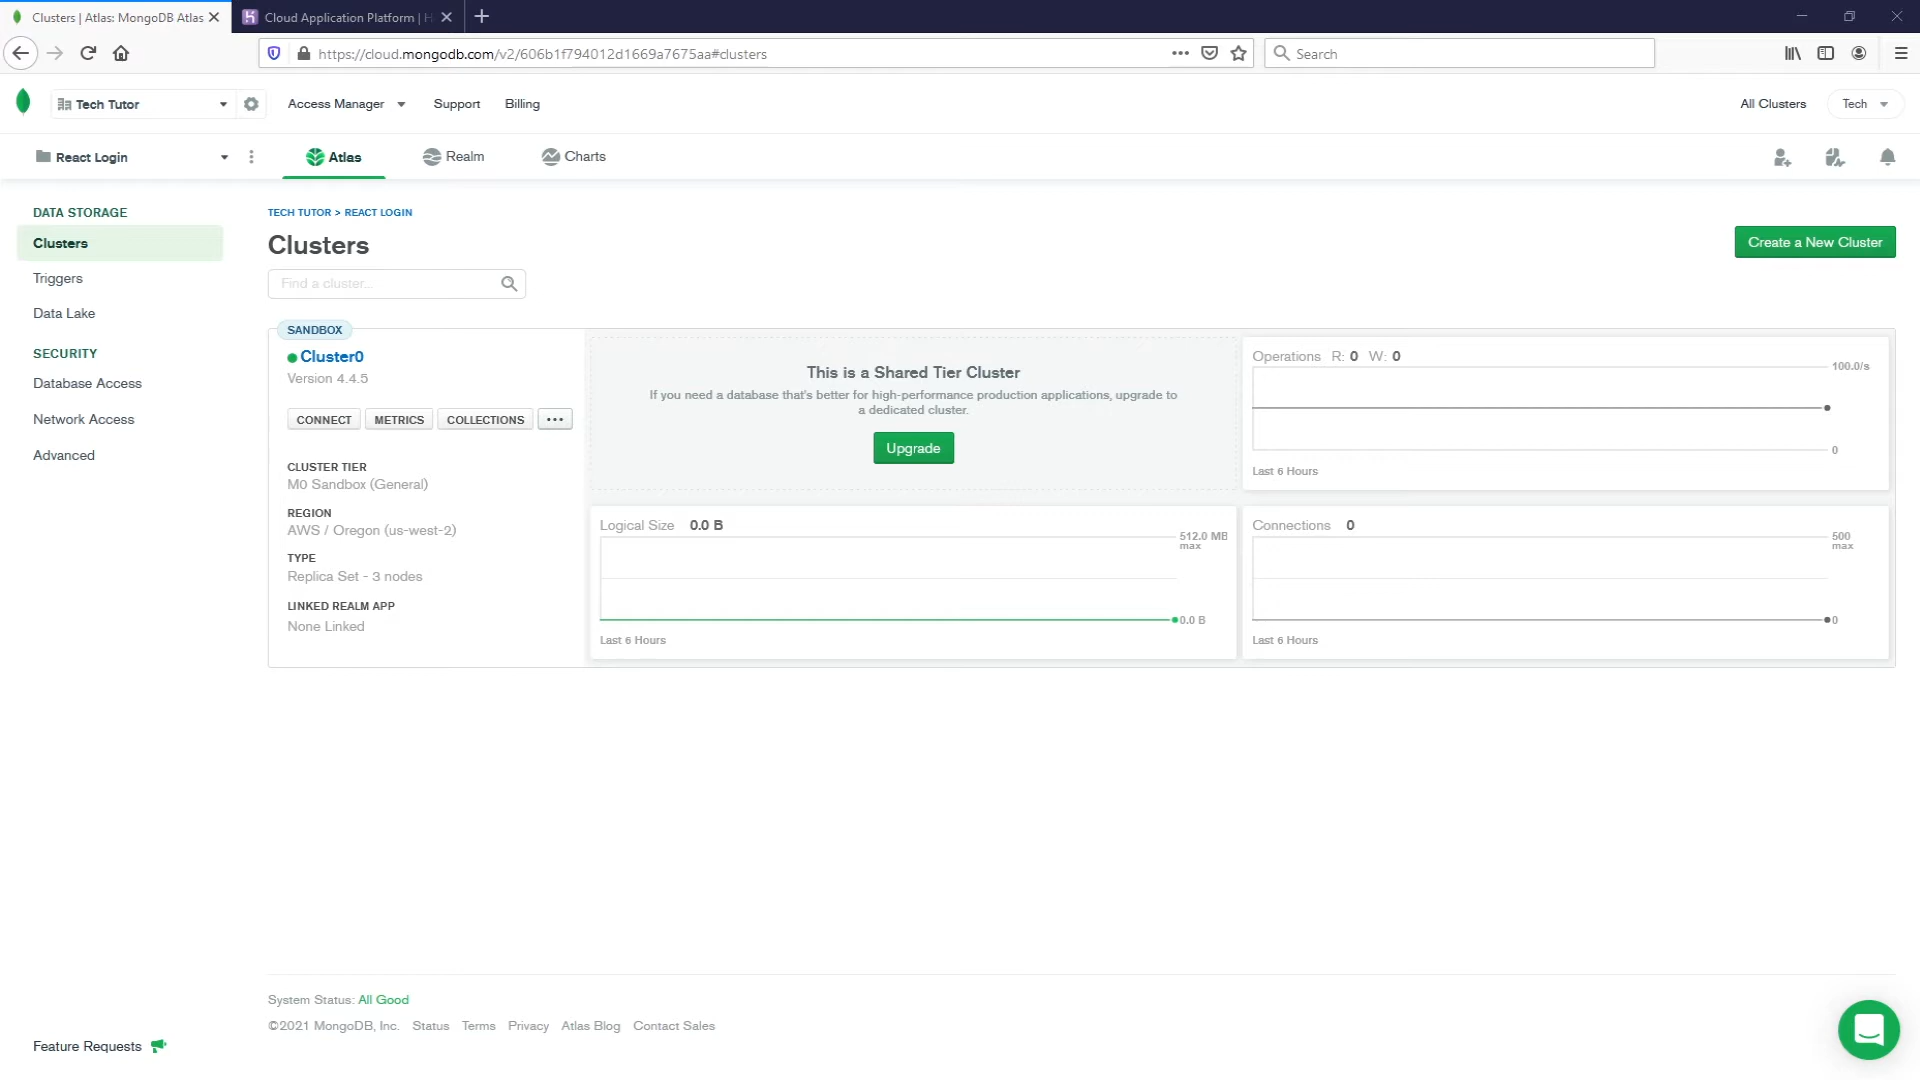 Clusters | Atlas: MongoDB Atlas
Cloud Application Platform | H
https://cloud.mongodb.com/v2/606b1f794012d1669a7675aa#clusters
Search
Tech Tutor
Access Manager
Support
Billing
All Clusters
Tech
React Login
Atlas
Realm
Charts
DATA STORAGE
Clusters
Triggers
Data Lake
SECURITY
Database Access
Network Access
Advanced
TECH TUTOR > REACT LOGIN
Clusters
Create a New Cluster
Find a cluster...
SANDBOX
Cluster0
Version 4.4.5
CONNECT
METRICS
COLLECTIONS
CLUSTER TIER
M0 Sandbox (General)
REGION
AWS / Oregon (us-west-2)
TYPE
Replica Set - 3 nodes
LINKED REALM APP
None Linked
This is a Shared Tier Cluster
If you need a database that's better for high-performance production applications, upgrade to
a dedicated cluster.
Upgrade
Operations R: 0 W: 0
100.0/s
0
Last 6 Hours
Logical Size 0.0 B
512.0 MB
max
0.0 B
Last 6 Hours
Connections 0
500
max
0
Last 6 Hours
System Status: All Good
©2021 MongoDB, Inc. Status Terms Privacy Atlas Blog Contact Sales
Feature Requests